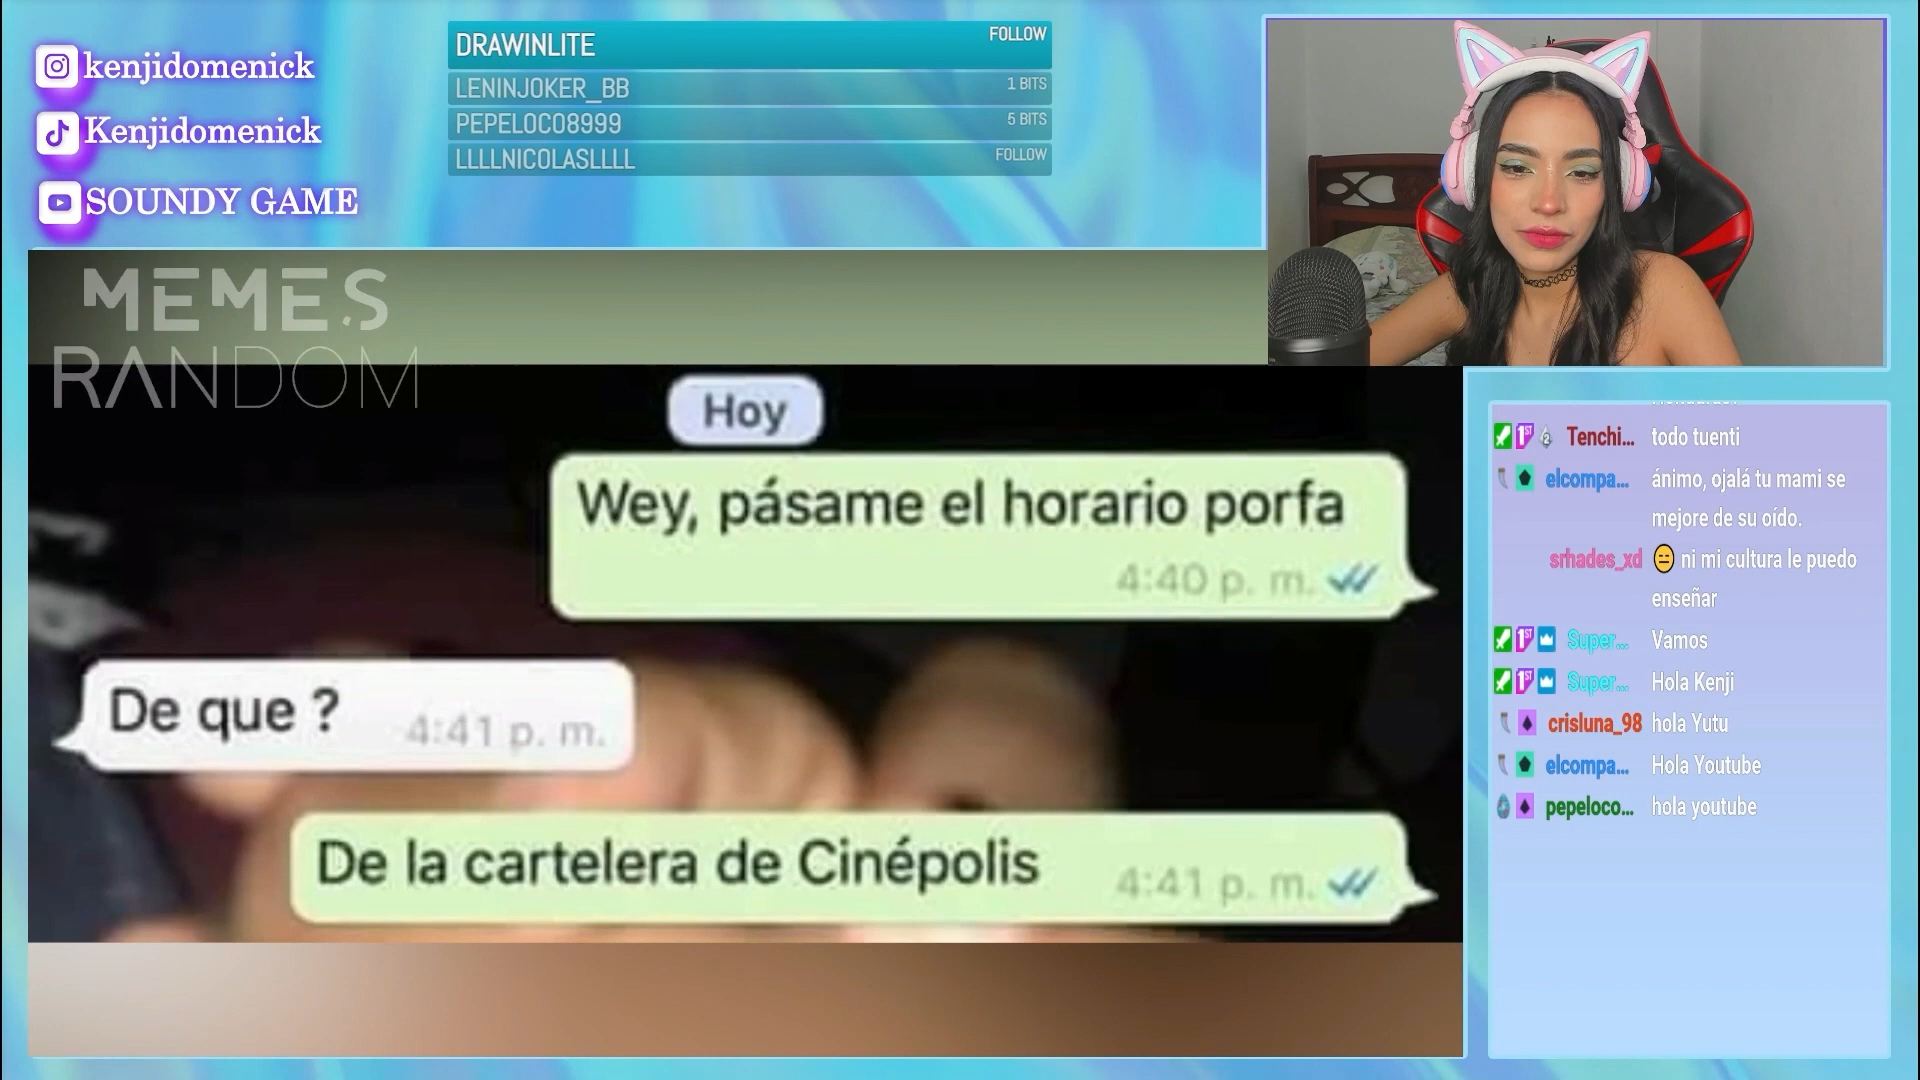 kenjidomenick
Kenjidomenick
SOUNDY GAME
DRAWINLITE FOLLOW
LENINJOKER_BB 1 BITS
PEPELOCO8999 5 BITS
LLLLNICOLASLLLL FOLLOW
MEMES
RANDOM
Hoy
Wey, pásame el horario porfa
4:40 p. m.
De que ? 4:41 p. m.
De la cartelera de Cinépolis 4:41 p. m.
Tenchi... todo tuenti
elcompa... ánimo, ojalá tu mami se
mejore de su oído.
srhades_xd 😑 ni mi cultura le puedo
enseñar
Super... Vamos
Super... Hola Kenji
crisluna_98 hola Yutu
elcompa... Hola Youtube
pepeloco... hola youtube